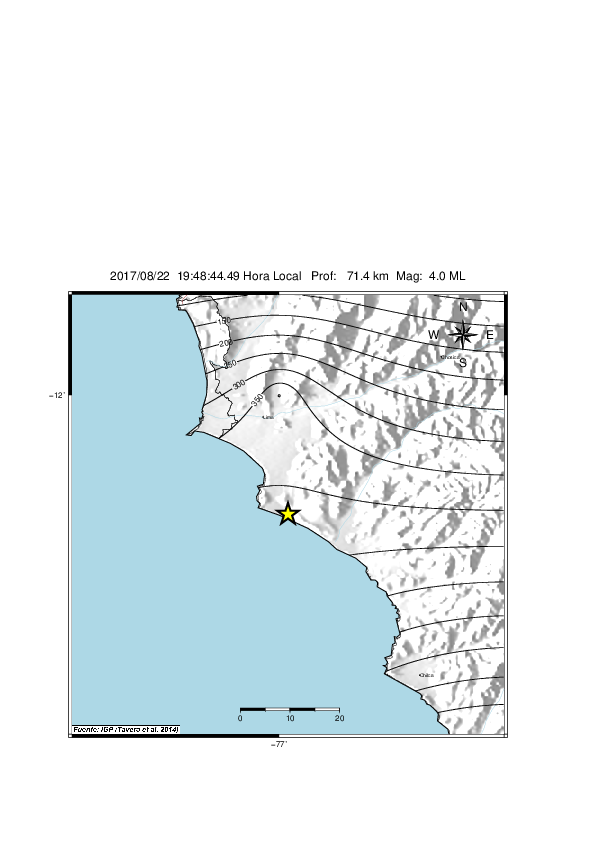 2017/08/22 19:48:44.49 Hora Local Prof: 71.4 km Mag: 4.0 ML
N
W E
S
Chosica
150
200
250
300
350
−12˚
Lima
Chilca
0 10 20
Fuente: IGP (Tavera et al. 2014)
−77˚